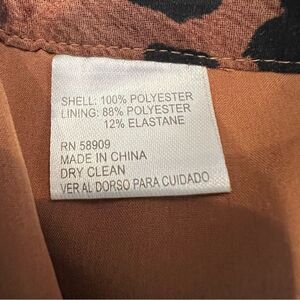 SHELL: 100% POLYESTER
LINING: 88% POLYESTER
12% ELASTANE
RN 58909
MADE IN CHINA
DRY CLEAN
VER AL DORSO PARA CUIDADO